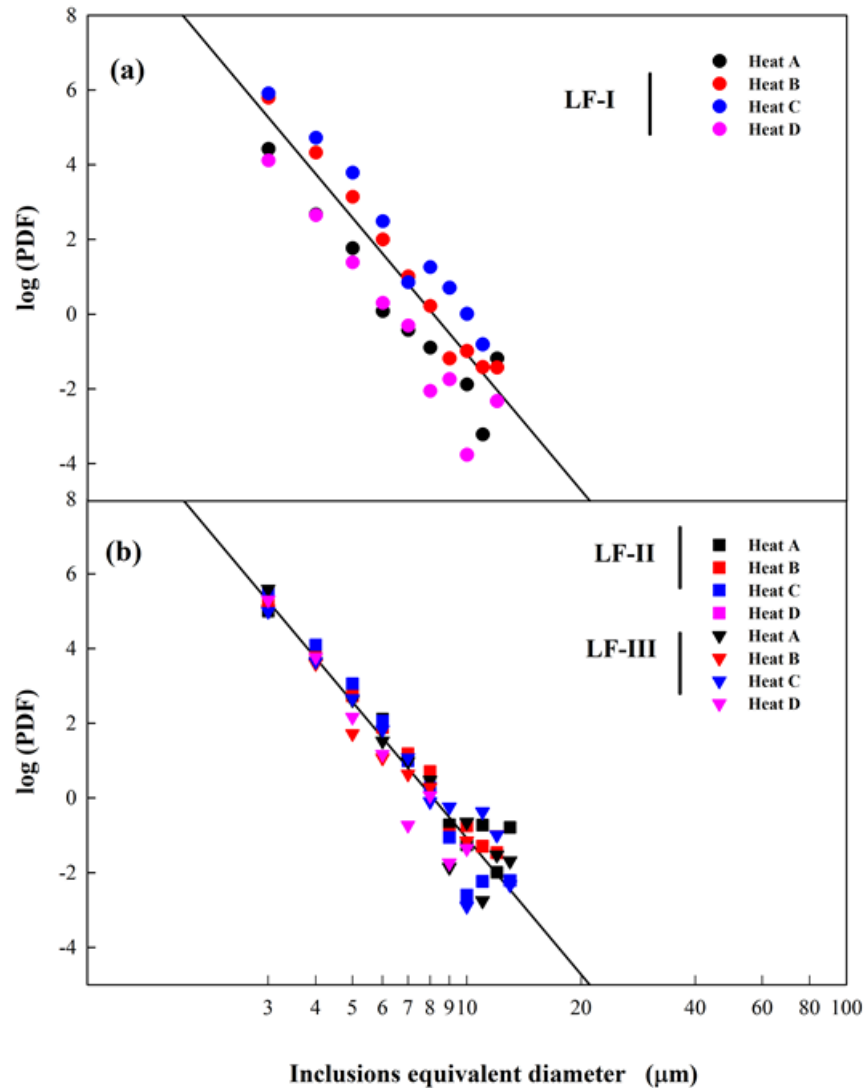 8
(a)
Heat A
Heat B
LF-I
Heat C
Heat D
6
4
2
0
-2
-4
log (PDF)
8
(b)
LF-II
Heat A
Heat B
Heat C
Heat D
LF-III
Heat A
Heat B
Heat C
Heat D
6
4
2
0
-2
-4
log (PDF)
3 4 5 6 7 8 9 10 20 40 60 80 100
Inclusions equivalent diameter (μm)